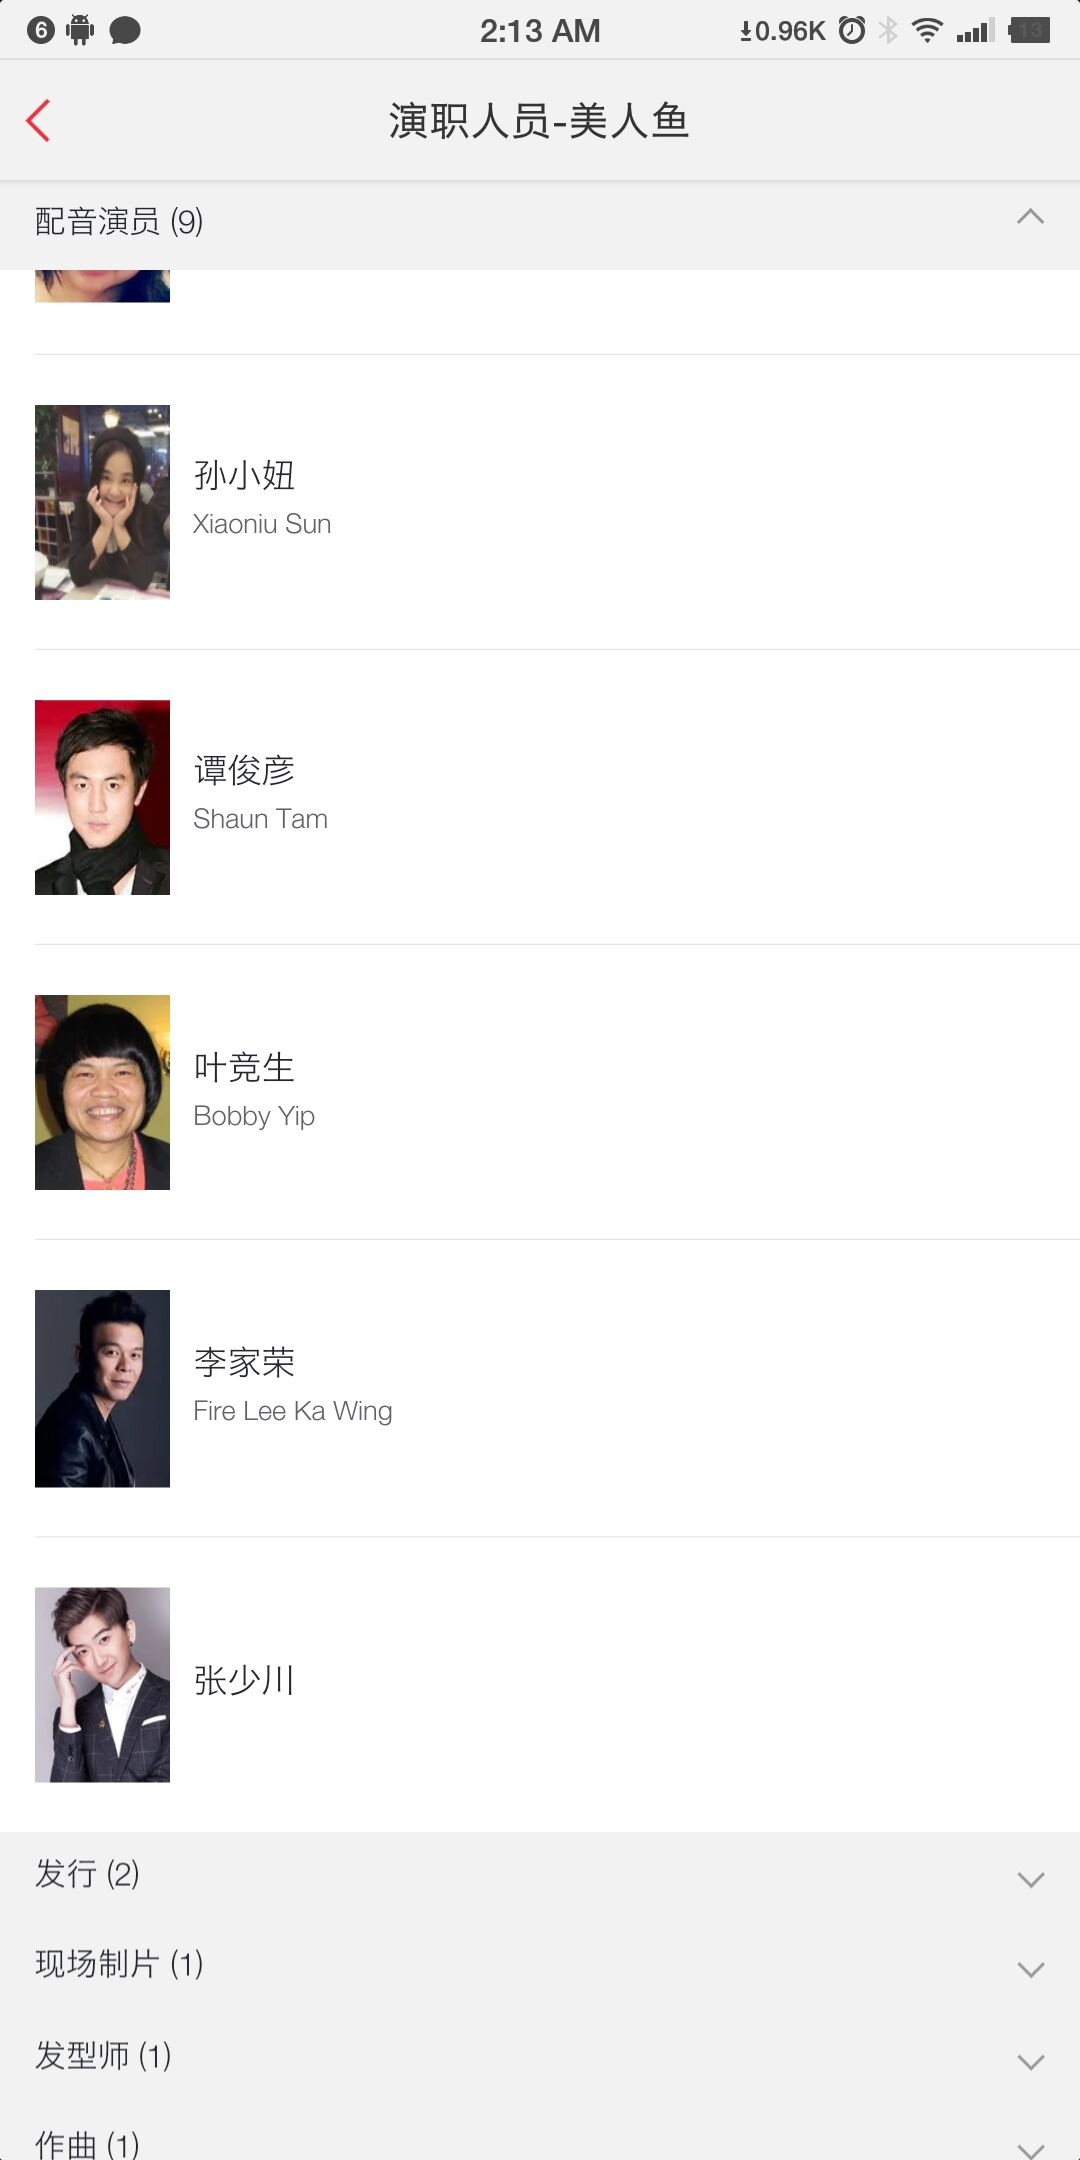 6
2:13 AM
0.96K
13
演职人员-美人鱼
配音演员 (9)
孙小妞
Xiaoniu Sun
谭俊彦
Shaun Tam
叶竞生
Bobby Yip
李家荣
Fire Lee Ka Wing
张少川
发行 (2)
现场制片 (1)
发型师 (1)
作曲 (1)